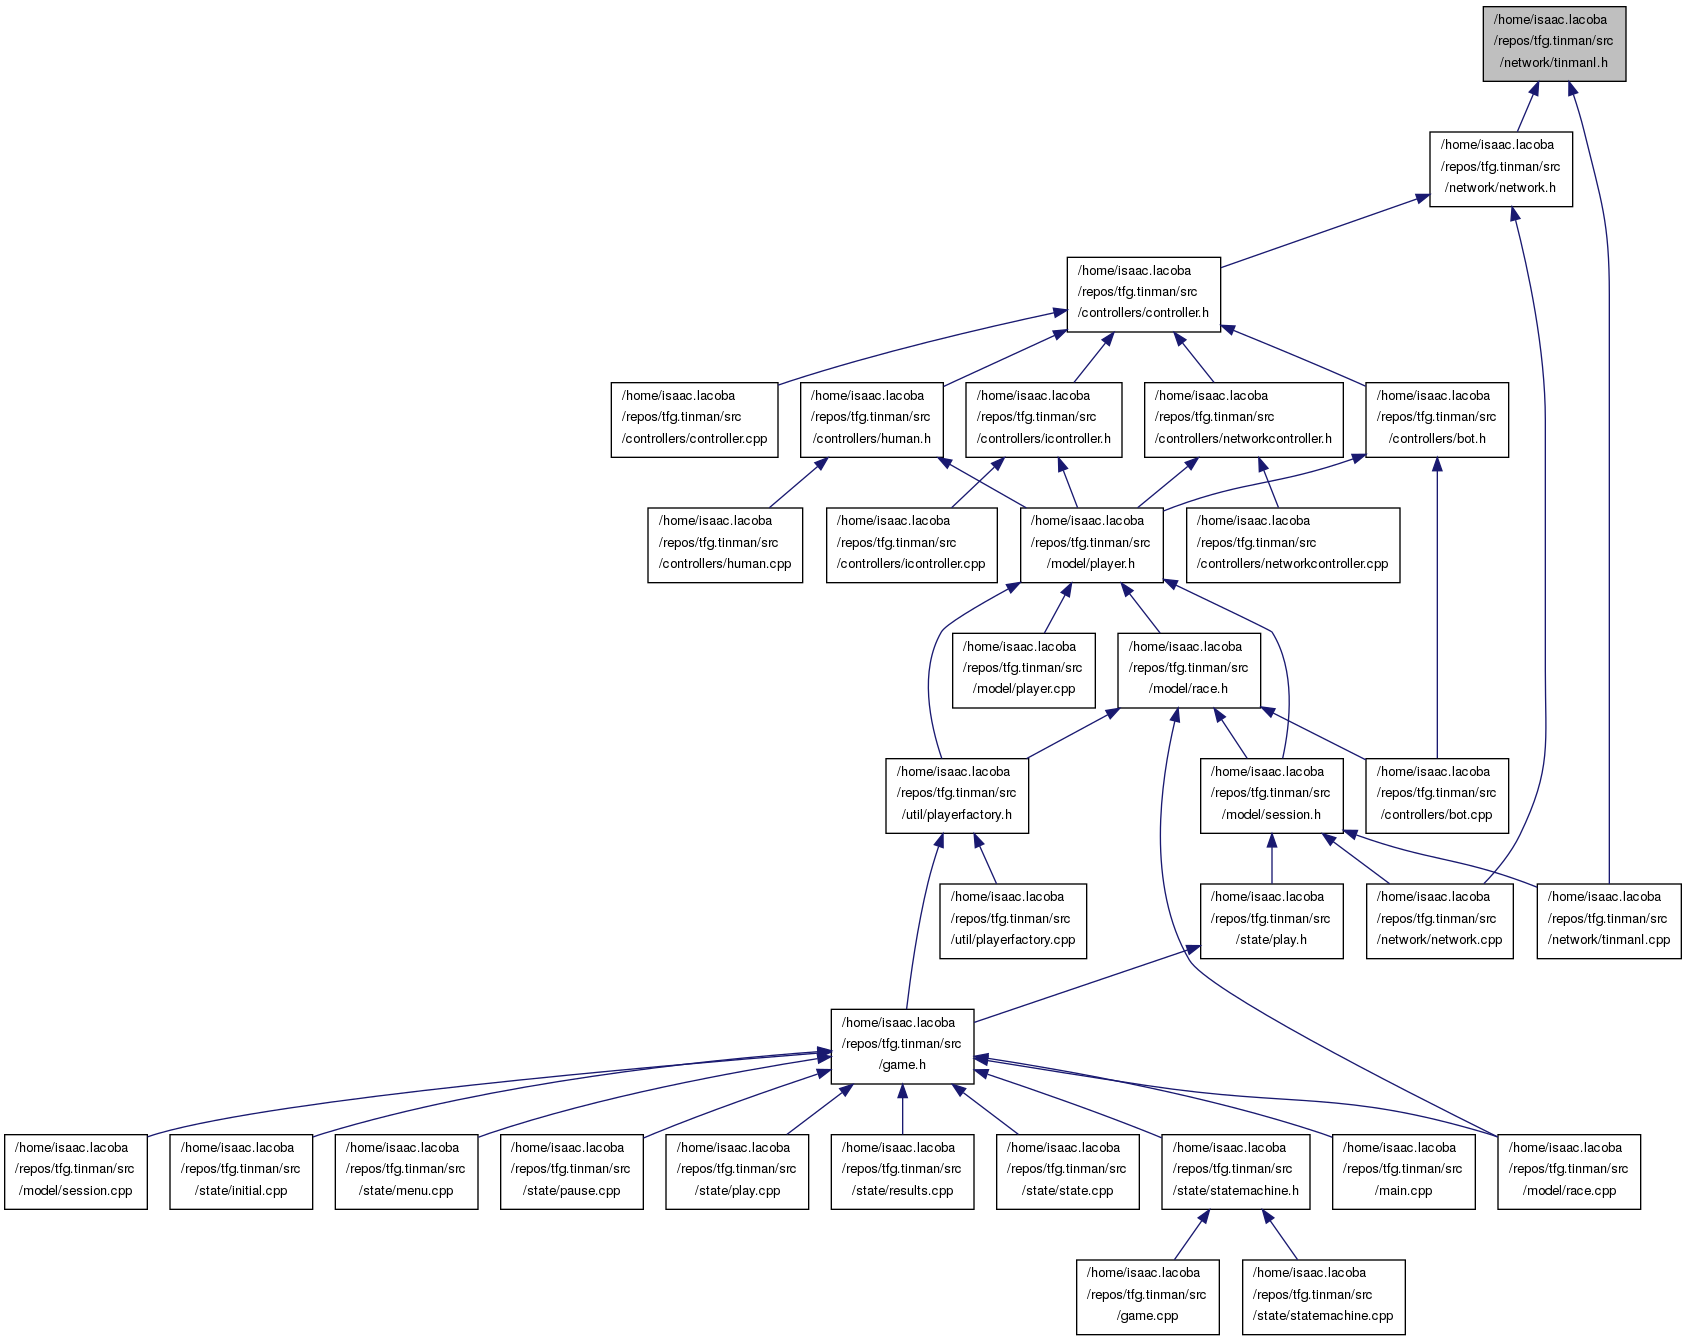 /home/isaac.lacoba
/repos/tfg.tinman/src
/network/tinmanI.h
/home/isaac.lacoba
/repos/tfg.tinman/src
/network/network.h
/home/isaac.lacoba
/repos/tfg.tinman/src
/controllers/controller.h
/home/isaac.lacoba
/repos/tfg.tinman/src
/controllers/controller.cpp
/home/isaac.lacoba
/repos/tfg.tinman/src
/controllers/human.h
/home/isaac.lacoba
/repos/tfg.tinman/src
/controllers/icontroller.h
/home/isaac.lacoba
/repos/tfg.tinman/src
/controllers/networkcontroller.h
/home/isaac.lacoba
/repos/tfg.tinman/src
/controllers/bot.h
/home/isaac.lacoba
/repos/tfg.tinman/src
/controllers/human.cpp
/home/isaac.lacoba
/repos/tfg.tinman/src
/controllers/icontroller.cpp
/home/isaac.lacoba
/repos/tfg.tinman/src
/model/player.h
/home/isaac.lacoba
/repos/tfg.tinman/src
/controllers/networkcontroller.cpp
/home/isaac.lacoba
/repos/tfg.tinman/src
/model/player.cpp
/home/isaac.lacoba
/repos/tfg.tinman/src
/model/race.h
/home/isaac.lacoba
/repos/tfg.tinman/src
/util/playerfactory.h
/home/isaac.lacoba
/repos/tfg.tinman/src
/model/session.h
/home/isaac.lacoba
/repos/tfg.tinman/src
/controllers/bot.cpp
/home/isaac.lacoba
/repos/tfg.tinman/src
/util/playerfactory.cpp
/home/isaac.lacoba
/repos/tfg.tinman/src
/state/play.h
/home/isaac.lacoba
/repos/tfg.tinman/src
/network/network.cpp
/home/isaac.lacoba
/repos/tfg.tinman/src
/network/tinmanI.cpp
/home/isaac.lacoba
/repos/tfg.tinman/src
/game.h
/home/isaac.lacoba
/repos/tfg.tinman/src
/model/session.cpp
/home/isaac.lacoba
/repos/tfg.tinman/src
/state/initial.cpp
/home/isaac.lacoba
/repos/tfg.tinman/src
/state/menu.cpp
/home/isaac.lacoba
/repos/tfg.tinman/src
/state/pause.cpp
/home/isaac.lacoba
/repos/tfg.tinman/src
/state/play.cpp
/home/isaac.lacoba
/repos/tfg.tinman/src
/state/results.cpp
/home/isaac.lacoba
/repos/tfg.tinman/src
/state/state.cpp
/home/isaac.lacoba
/repos/tfg.tinman/src
/state/statemachine.h
/home/isaac.lacoba
/repos/tfg.tinman/src
/main.cpp
/home/isaac.lacoba
/repos/tfg.tinman/src
/model/race.cpp
/home/isaac.lacoba
/repos/tfg.tinman/src
/game.cpp
/home/isaac.lacoba
/repos/tfg.tinman/src
/state/statemachine.cpp